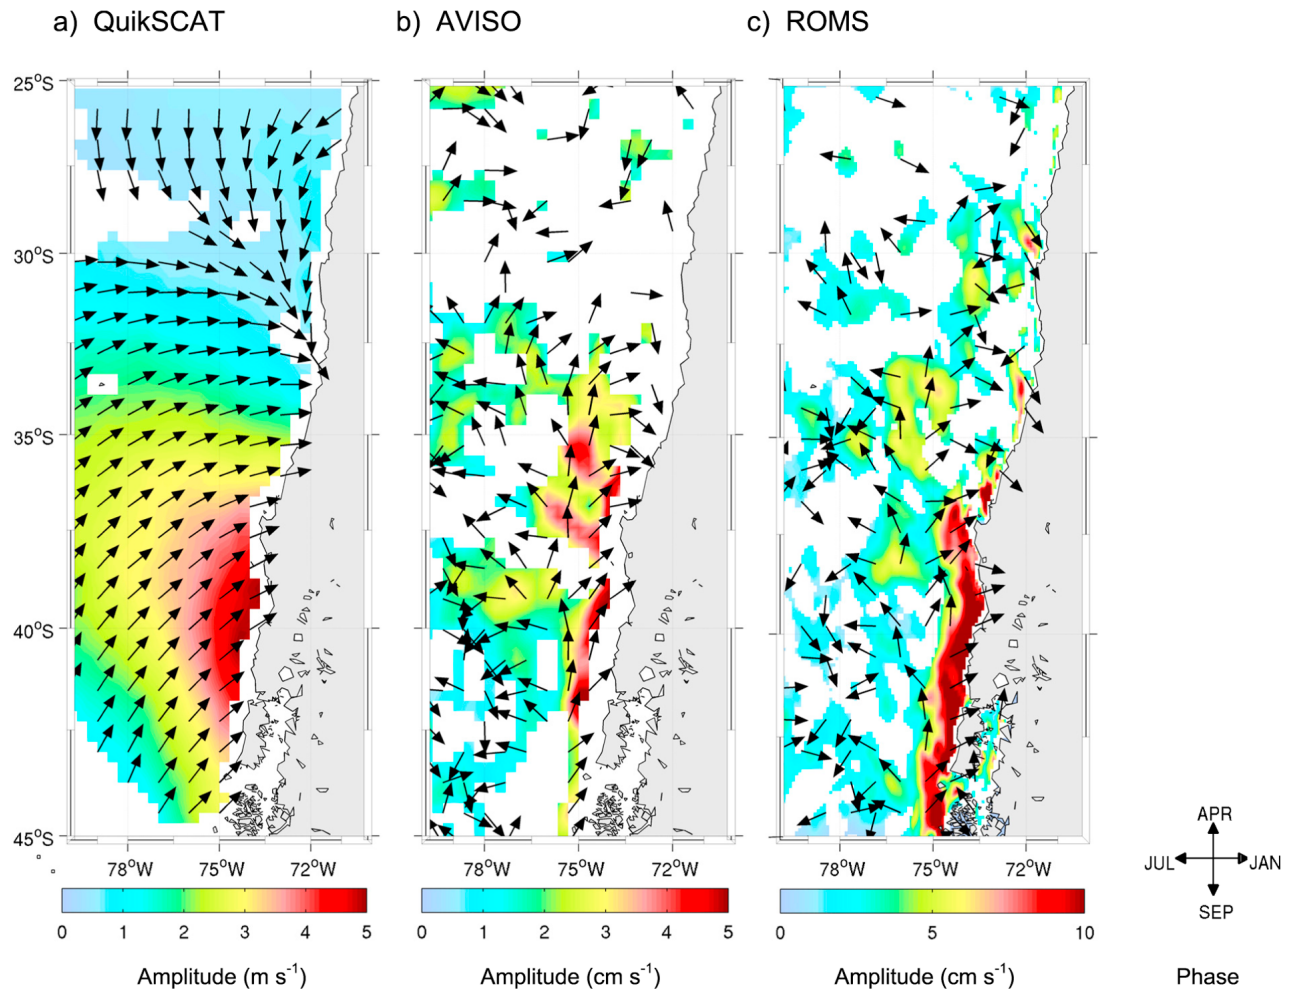 a) QuikSCAT
b) AVISO
c) ROMS
25°S
30°S
35°S
40°S
45°S
78°W 75°W 72°W
78°W 75°W 72°W
78°W 75°W 72°W
APR
JUL JAN
SEP
0 1 2 3 4 5
0 1 2 3 4 5
0 5 10
Amplitude (m s⁻¹)
Amplitude (cm s⁻¹)
Amplitude (cm s⁻¹)
Phase